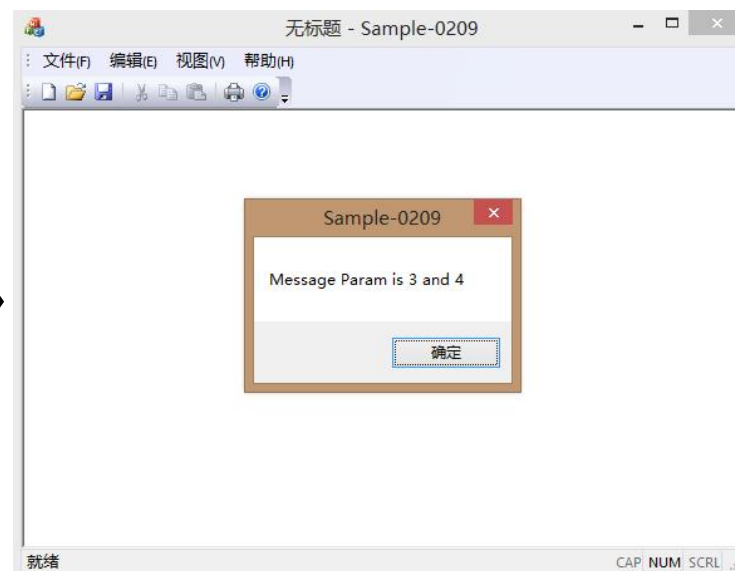 无标题 - Sample-0209
文件(F) 编辑(E) 视图(V) 帮助(H)
Sample-0209
Message Param is 3 and 4
确定
就绪 CAP NUM SCRL